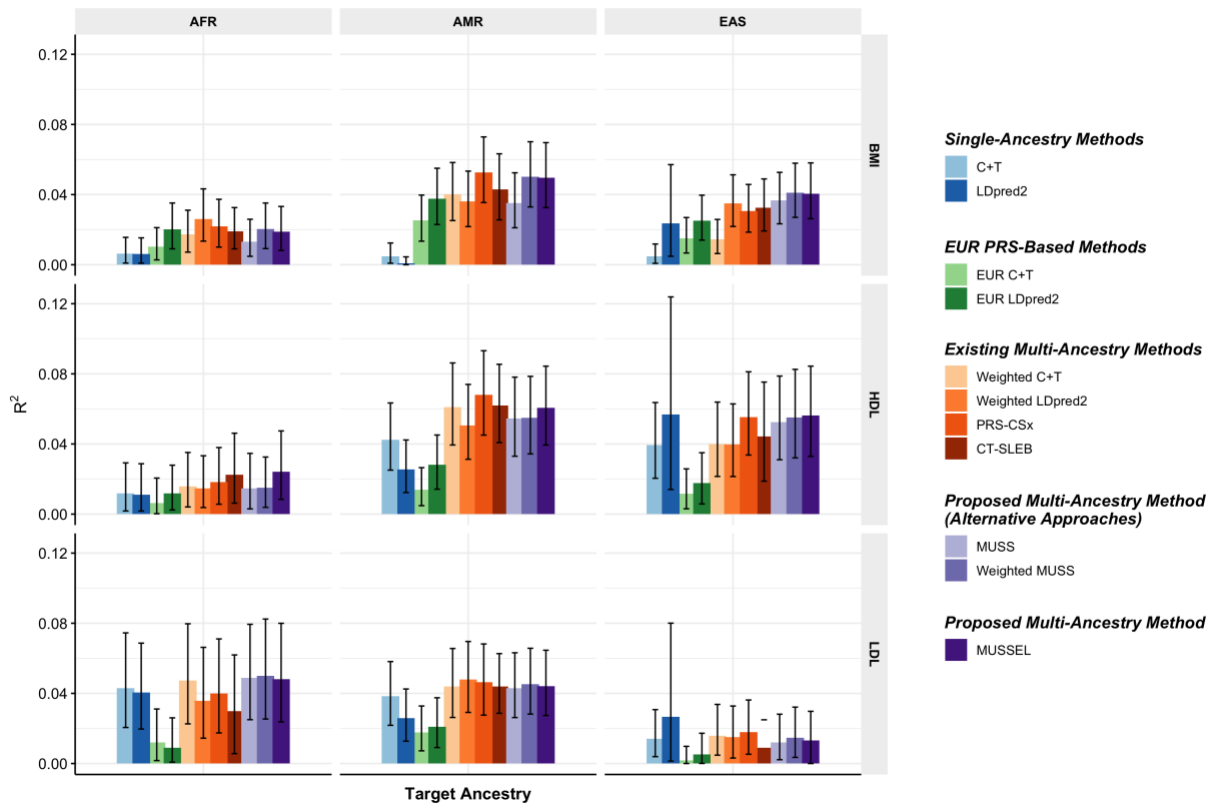 AFR
AMR
EAS
0.12
0.08
0.04
0.00
BMI
0.12
0.08
0.04
0.00
HDL
R²
0.12
0.08
0.04
0.00
LDL
Target Ancestry
Single-Ancestry Methods
C+T
LDpred2
EUR PRS-Based Methods
EUR C+T
EUR LDpred2
Existing Multi-Ancestry Methods
Weighted C+T
Weighted LDpred2
PRS-CSx
CT-SLEB
Proposed Multi-Ancestry Method
(Alternative Approaches)
MUSS
Weighted MUSS
Proposed Multi-Ancestry Method
MUSSEL